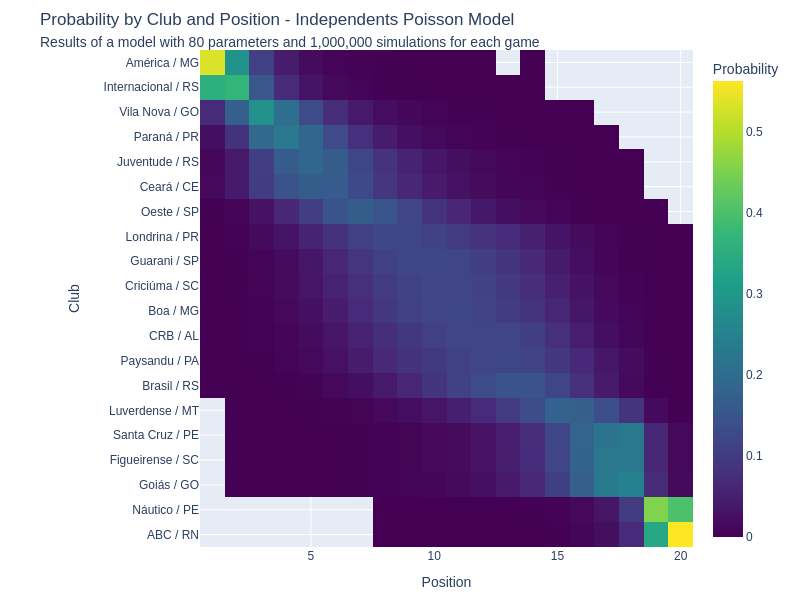 Probability by Club and Position - Independents Poisson Model
Results of a model with 80 parameters and 1,000,000 simulations for each game
Probability
América / MG
Internacional / RS
Vila Nova / GO
Paraná / PR
Juventude / RS
Ceará / CE
Oeste / SP
Londrina / PR
Guarani / SP
Criciúma / SC
Boa / MG
CRB / AL
Paysandu / PA
Brasil / RS
Luverdense / MT
Santa Cruz / PE
Figueirense / SC
Goiás / GO
Náutico / PE
ABC / RN
Club
5
10
15
20
Position
0.5
0.4
0.3
0.2
0.1
0